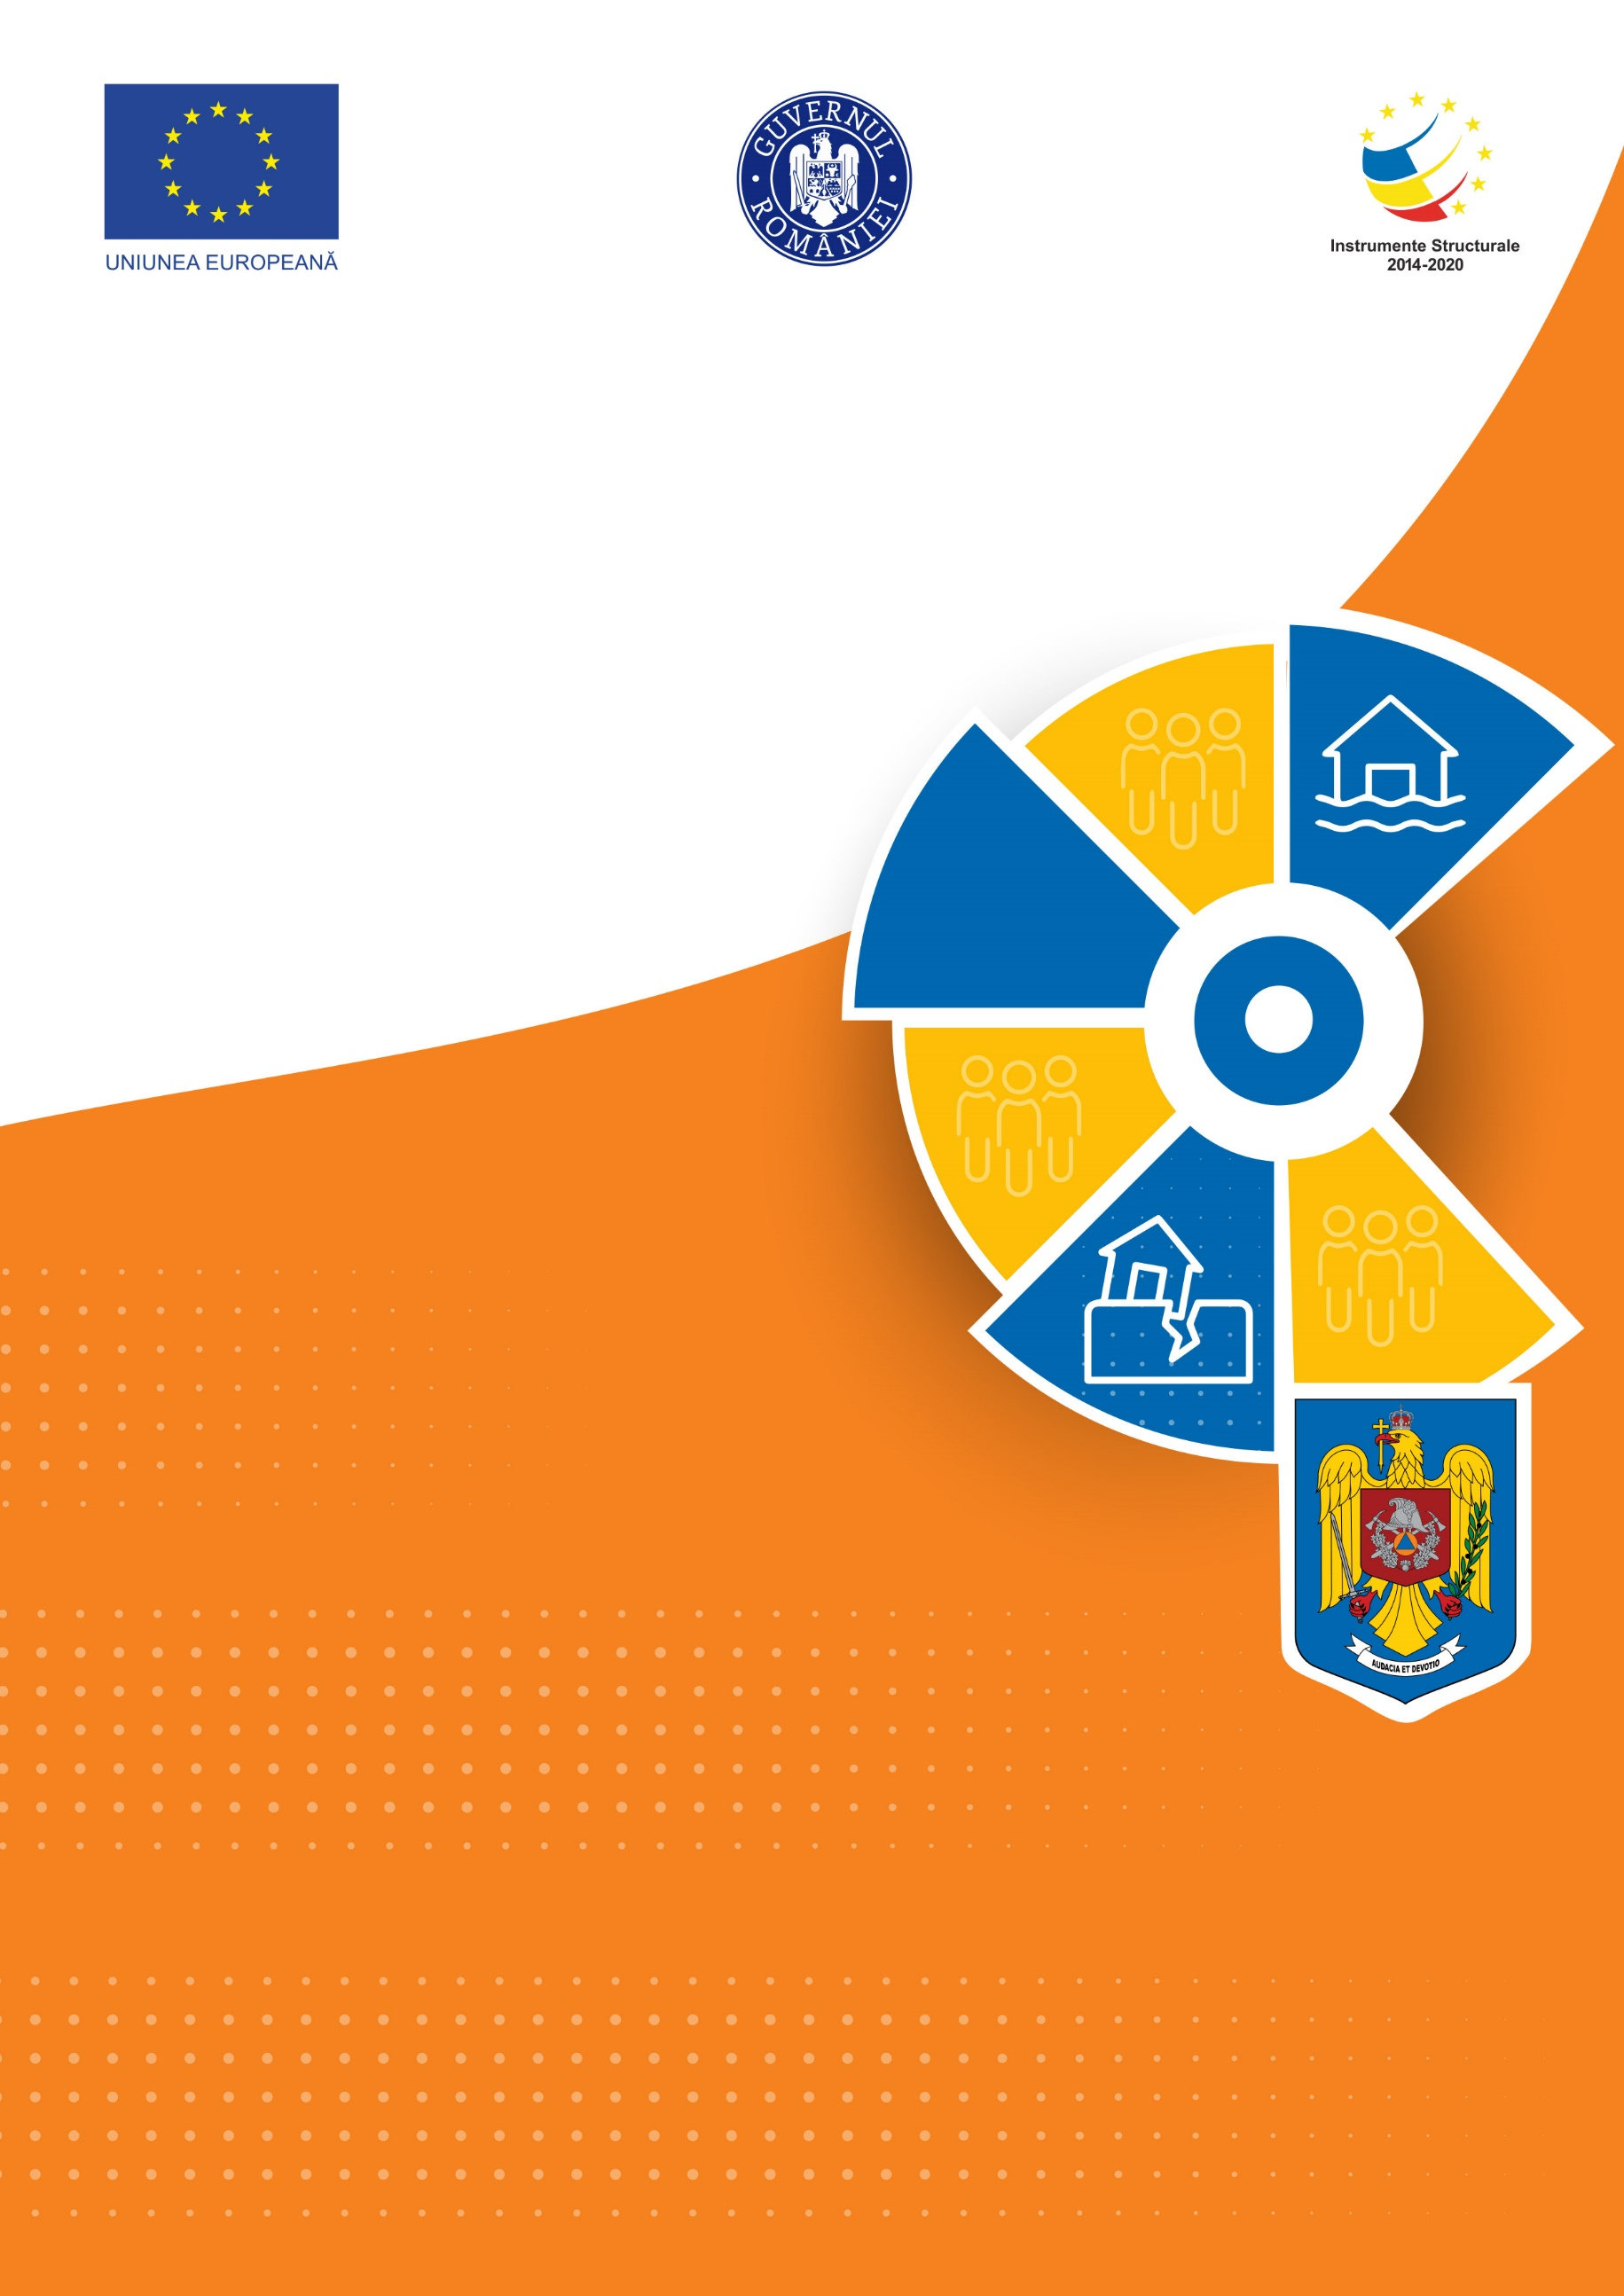 UNIUNEA EUROPEANĂ
GUVERNUL
ROMÂNIEI
Instrumente Structurale
2014-2020
AUDACIA ET DEVOTIO